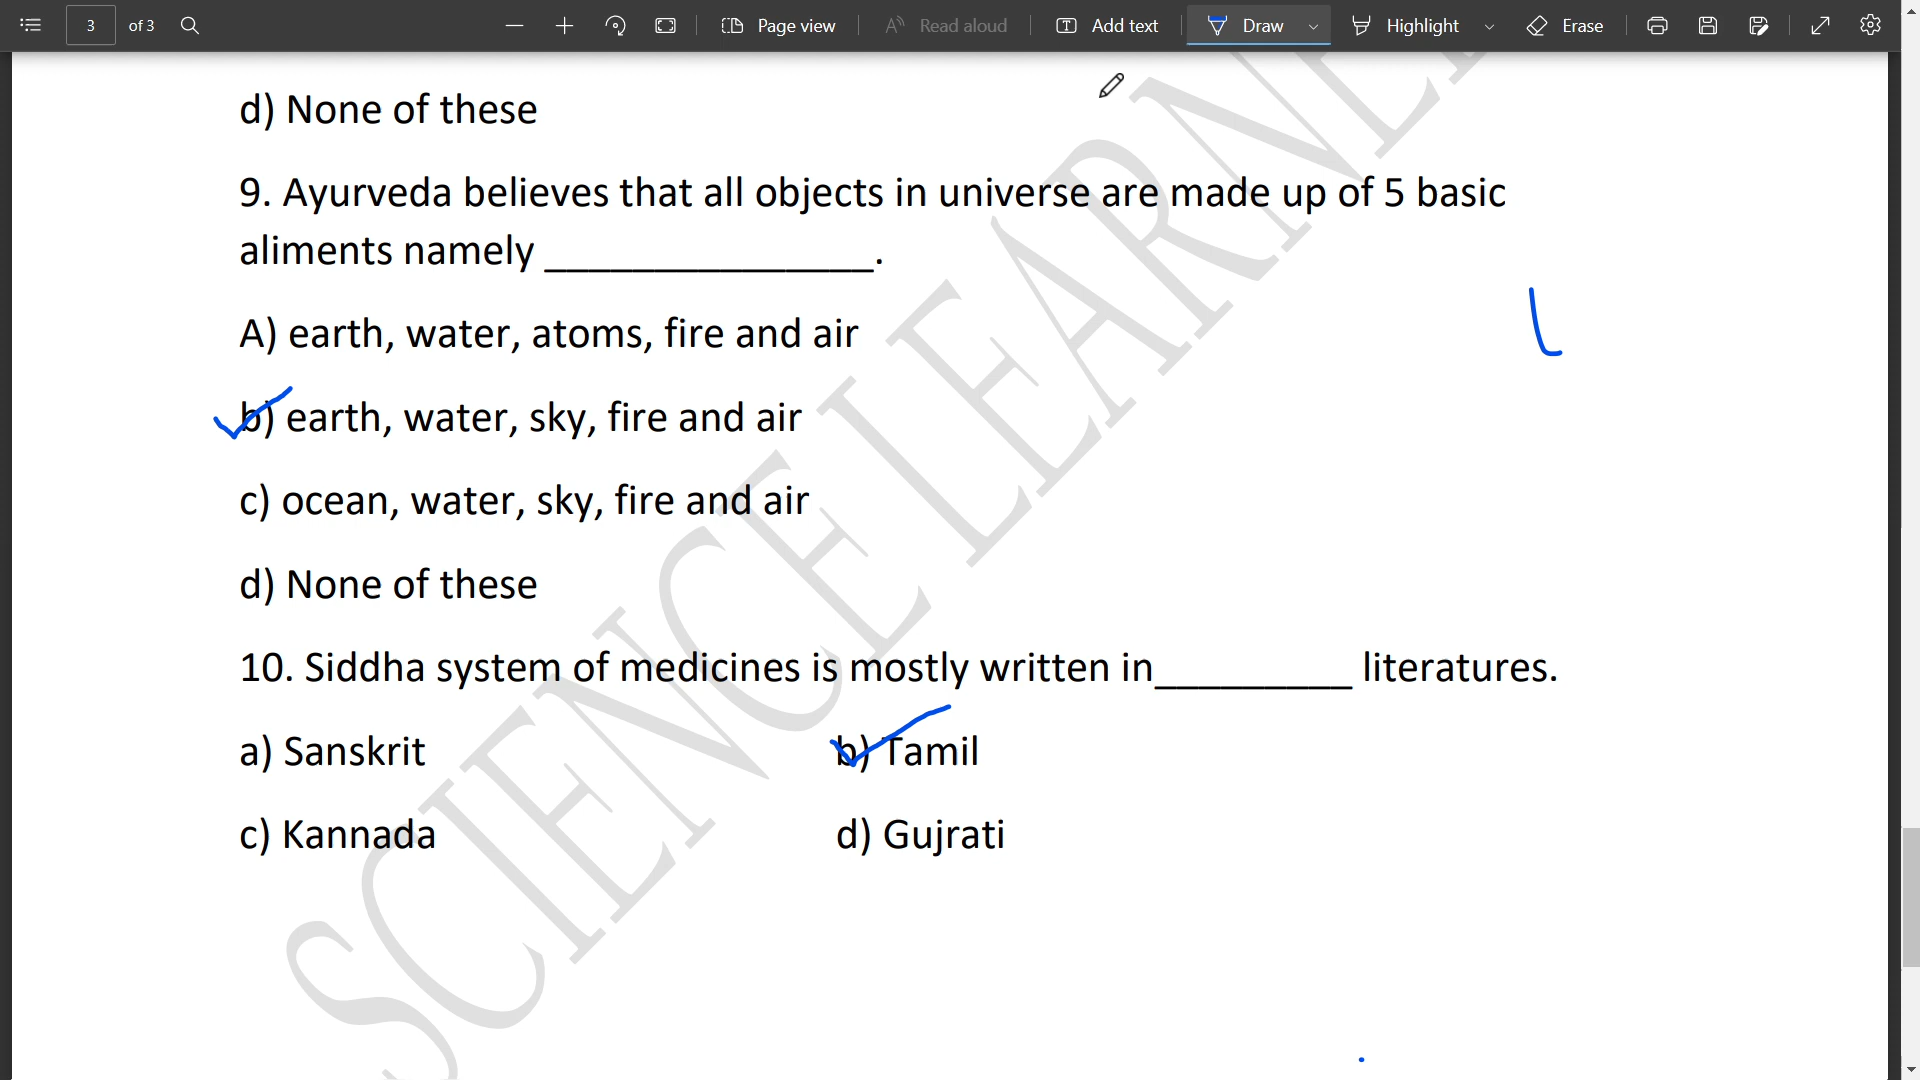 3 of 3 Page view Read aloud Add text Draw Highlight Erase
d) None of these
9. Ayurveda believes that all objects in universe are made up of 5 basic
aliments namely _______________.
A) earth, water, atoms, fire and air
b) earth, water, sky, fire and air
c) ocean, water, sky, fire and air
d) None of these
10. Siddha system of medicines is mostly written in_________ literatures.
a) Sanskrit b) Tamil
c) Kannada d) Gujrati
SCIENCE LEARNE